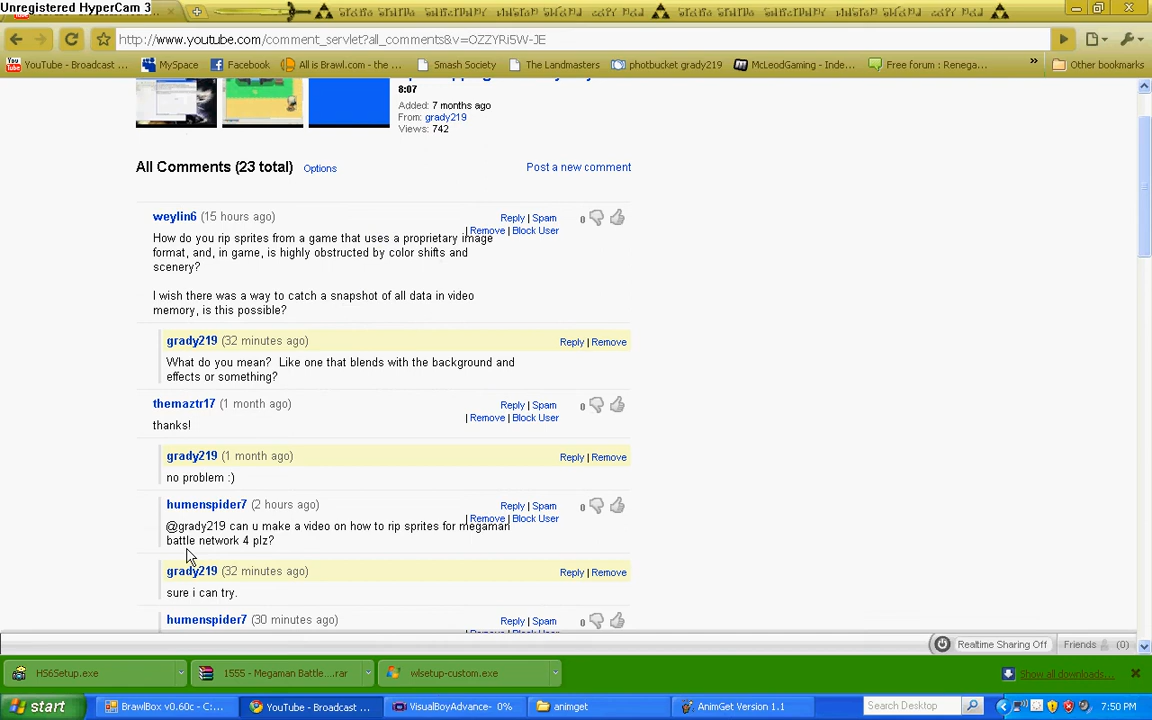 Unregistered HyperCam 3
http://www.youtube.com/comment_servlet?all_comments&v=OZZYRi5W-JE
YouTube - Broadcast ...
MySpace
Facebook
All is Brawl.com - the ...
Smash Society
The Landmasters
photobucket grady219
McLeodGaming - Inde...
Free forum : Renega...
»
Other bookmarks
8:07
Added: 7 months ago
From: grady219
Views: 742
All Comments (23 total) Options
Post a new comment
weylin6 (15 hours ago)
Reply | Spam
| Remove | Block User
0
How do you rip sprites from a game that uses a proprietary image
format, and, in game, is highly obstructed by color shifts and
scenery?
I wish there was a way to catch a snapshot of all data in video
memory, is this possible?
grady219 (32 minutes ago)
Reply | Remove
What do you mean? Like one that blends with the background and
effects or something?
themaztr17 (1 month ago)
Reply | Spam
| Remove | Block User
0
thanks!
grady219 (1 month ago)
Reply | Remove
no problem :)
humenspider7 (2 hours ago)
Reply | Spam
| Remove | Block User
0
@grady219 can u make a video on how to rip sprites for megaman
battle network 4 plz?
grady219 (32 minutes ago)
Reply | Remove
sure i can try.
humenspider7 (30 minutes ago)
Reply | Spam
0
Realtime Sharing Off
Friends (0)
HS6Setup.exe
1555 - Megaman Battle....rar
wlsetup-custom.exe
Show all downloads...
start
BrawlBox v0.60c - C:...
YouTube - Broadcast ...
VisualBoyAdvance- 0%
animget
AnimGet Version 1.1
Search Desktop
7:50 PM